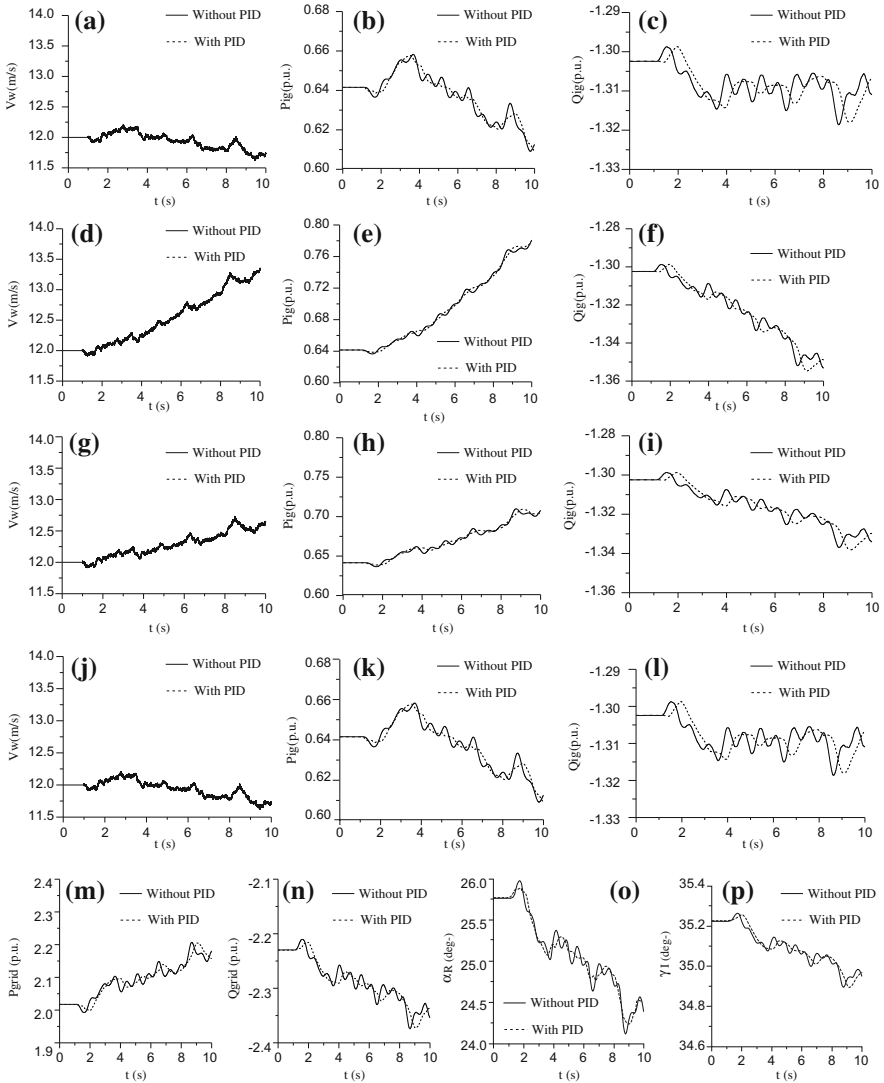 (a)
Without PID
With PID
Vw(m/s)
14.0
13.5
13.0
12.5
12.0
11.5
0 2 4 6 8 10
t (s)
(b)
Without PID
With PID
Pig(p.u.)
0.68
0.66
0.64
0.62
0.60
0 2 4 6 8 10
t (s)
(c)
Without PID
With PID
Qig(p.u.)
-1.29
-1.30
-1.31
-1.32
-1.33
0 2 4 6 8 10
t (s)
(d)
Without PID
With PID
Vw(m/s)
14.0
13.5
13.0
12.5
12.0
11.5
0 2 4 6 8 10
t (s)
(e)
Without PID
With PID
Pig(p.u.)
0.80
0.76
0.72
0.68
0.64
0.60
0 2 4 6 8 10
t (s)
(f)
Without PID
With PID
Qig(p.u.)
-1.28
-1.30
-1.32
-1.34
-1.36
0 2 4 6 8 10
t (s)
(g)
Without PID
With PID
Vw(m/s)
14.0
13.5
13.0
12.5
12.0
11.5
0 2 4 6 8 10
t (s)
(h)
Without PID
With PID
Pig(p.u.)
0.80
0.75
0.70
0.65
0.60
0 2 4 6 8 10
t (s)
(i)
Without PID
With PID
Qig(p.u.)
-1.28
-1.30
-1.32
-1.34
-1.36
0 2 4 6 8 10
t (s)
(j)
Without PID
With PID
Vw(m/s)
14.0
13.5
13.0
12.5
12.0
11.5
0 2 4 6 8 10
t (s)
(k)
Without PID
With PID
Pig(p.u.)
0.68
0.66
0.64
0.62
0.60
0 2 4 6 8 10
t (s)
(l)
Without PID
With PID
Qig(p.u.)
-1.29
-1.30
-1.31
-1.32
-1.33
0 2 4 6 8 10
t (s)
(m)
Without PID
With PID
Pgrid (p.u.)
2.4
2.3
2.2
2.1
2.0
1.9
0 2 4 6 8 10
t (s)
(n)
Without PID
With PID
Qgrid (p.u.)
-2.1
-2.2
-2.3
-2.4
0 2 4 6 8 10
t (s)
(o)
Without PID
With PID
αR (deg-)
26.0
25.5
25.0
24.5
24.0
0 2 4 6 8 10
t (s)
(p)
Without PID
With PID
γI (deg-)
35.4
35.2
35.0
34.8
34.6
0 2 4 6 8 10
t (s)